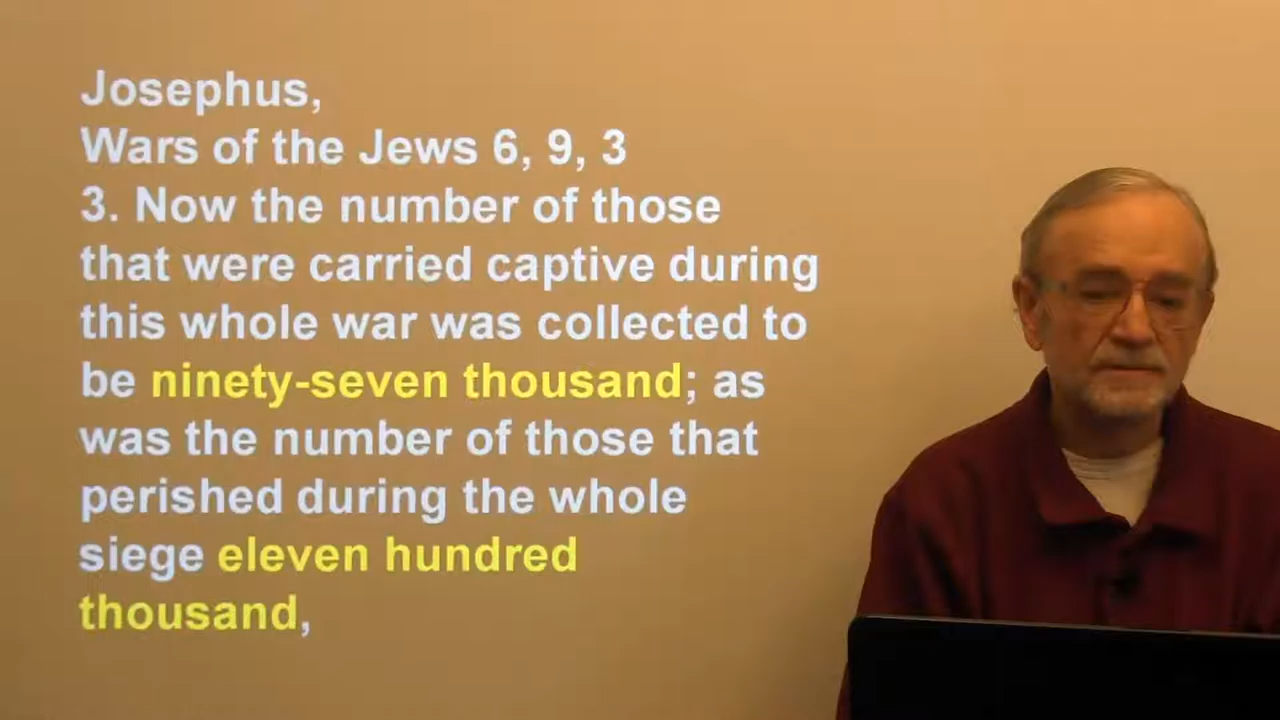 Josephus,
Wars of the Jews 6, 9, 3
3. Now the number of those
that were carried captive during
this whole war was collected to
be ninety-seven thousand; as
was the number of those that
perished during the whole
siege eleven hundred
thousand,